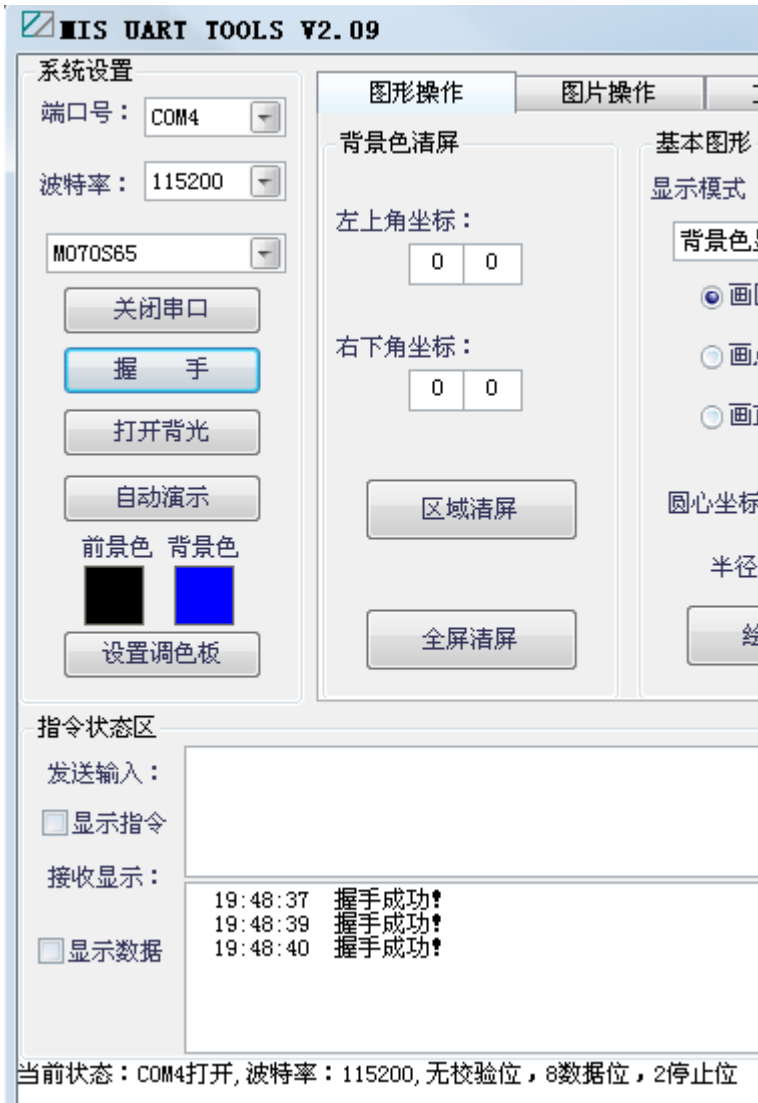 MIS UART TOOLS V2.09
系统设置
端口号：
COM4
波特率：
115200
M070S65
关闭串口
握 手
打开背光
自动演示
前景色 背景色
设置调色板
图形操作
图片操作
背景色清屏
左上角坐标：
0 0
右下角坐标：
0 0
区域清屏
全屏清屏
基本图形
显示模式
背景色
画
画
画
圆心坐标
半径
指令状态区
发送输入：
显示指令
接收显示：
显示数据
19:48:37 握手成功!
19:48:39 握手成功!
19:48:40 握手成功!
当前状态：COM4打开,波特率：115200,无校验位，8数据位，2停止位